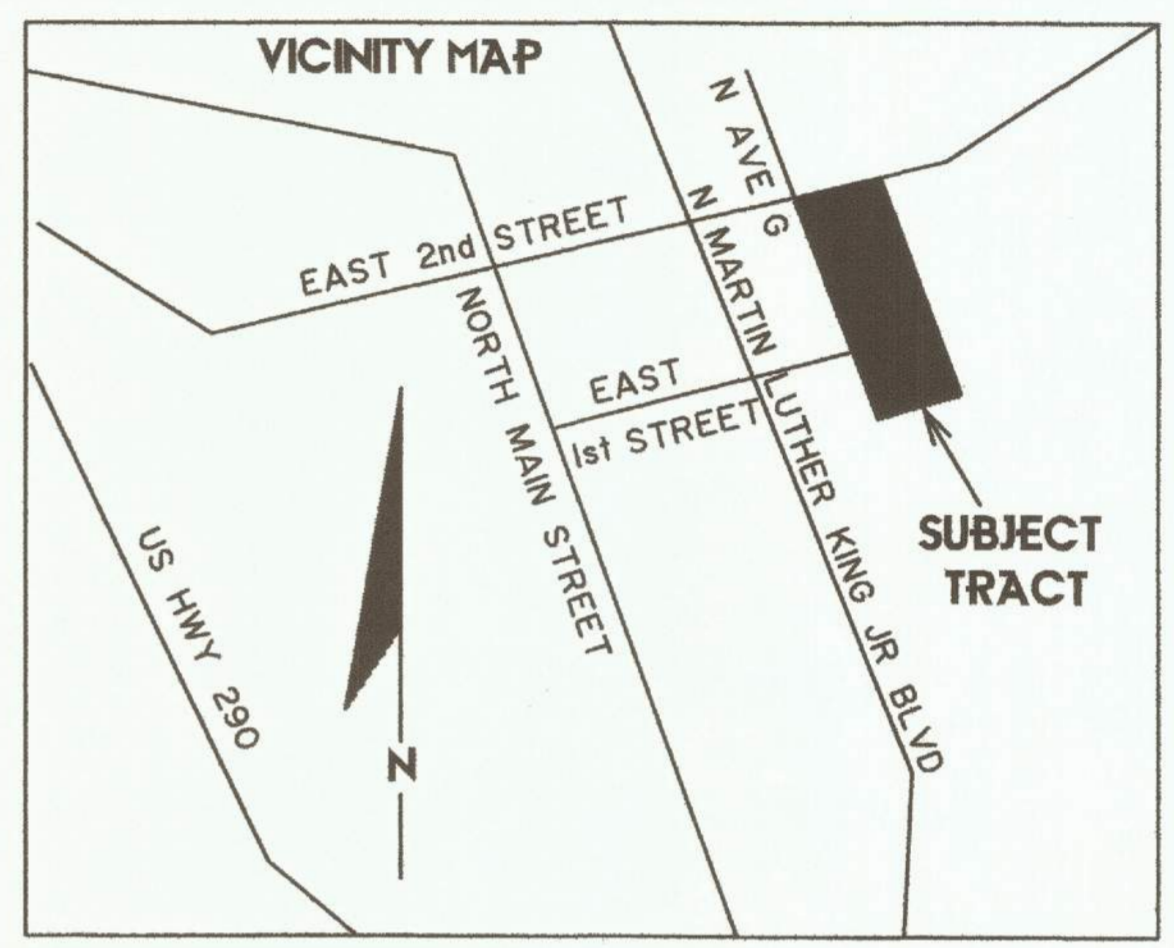 VICINITY MAP
N AVE G
EAST 2nd STREET
N MARTIN LUTHER KING JR BLVD
NORTH MAIN STREET
EAST
1st STREET
SUBJECT
TRACT
US HWY 290
N